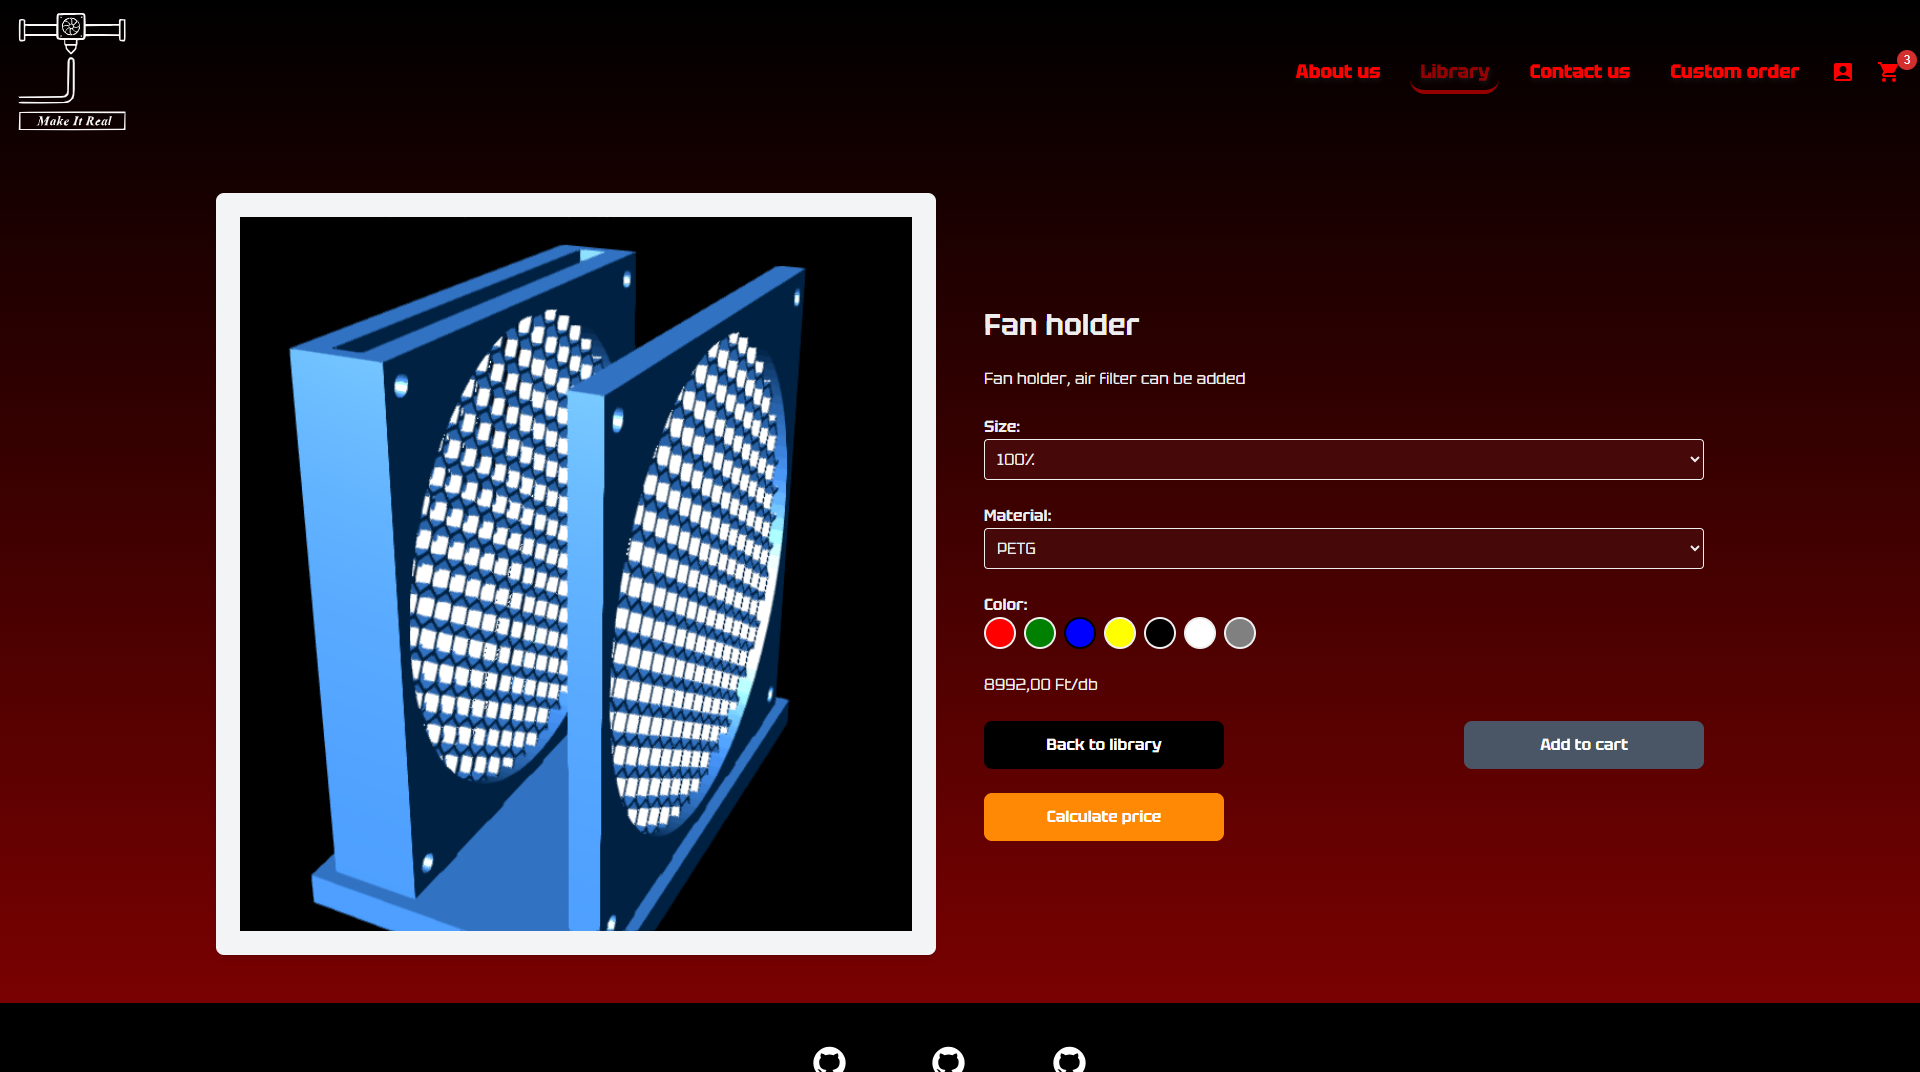 Make It Real
About us
Library
Contact us
Custom order
3
Fan holder
Fan holder, air filter can be added
Size:
100%
Material:
PETG
Color:
8992,00 Ft/db
Back to library
Add to cart
Calculate price